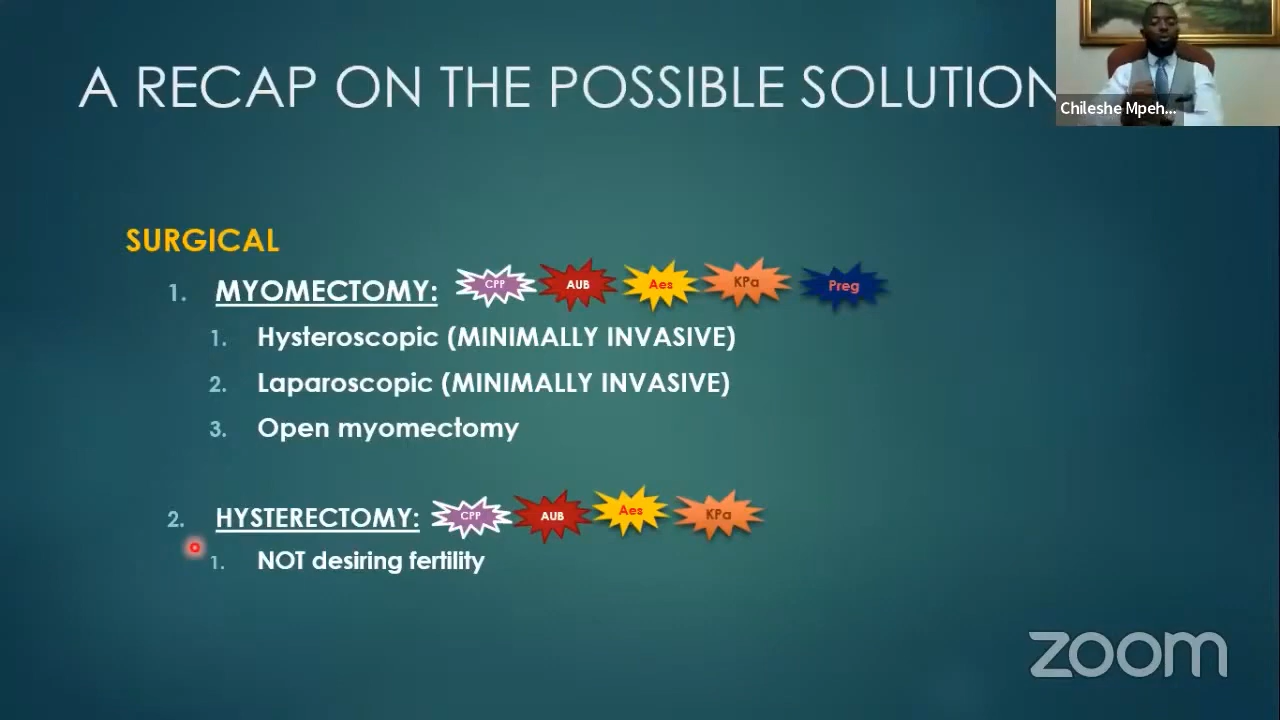 A RECAP ON THE POSSIBLE SOLUTION
Chileshe Mpeh...
SURGICAL
1. MYOMECTOMY: CPP AUB Aes KPa Preg
1. Hysteroscopic (MINIMALLY INVASIVE)
2. Laparoscopic (MINIMALLY INVASIVE)
3. Open myomectomy
2. HYSTERECTOMY: CPP AUB Aes KPa
1. NOT desiring fertility
zoom